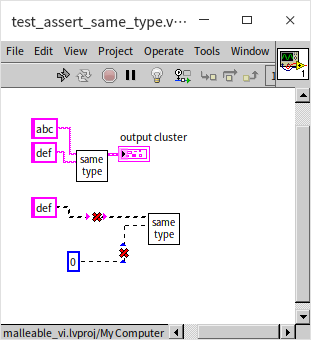 test_assert_same_type.v...
File Edit View Project Operate Tools Window
1
abc
def
same
type
output cluster
def
same
type
0
malleable_vi.lvproj/My Computer